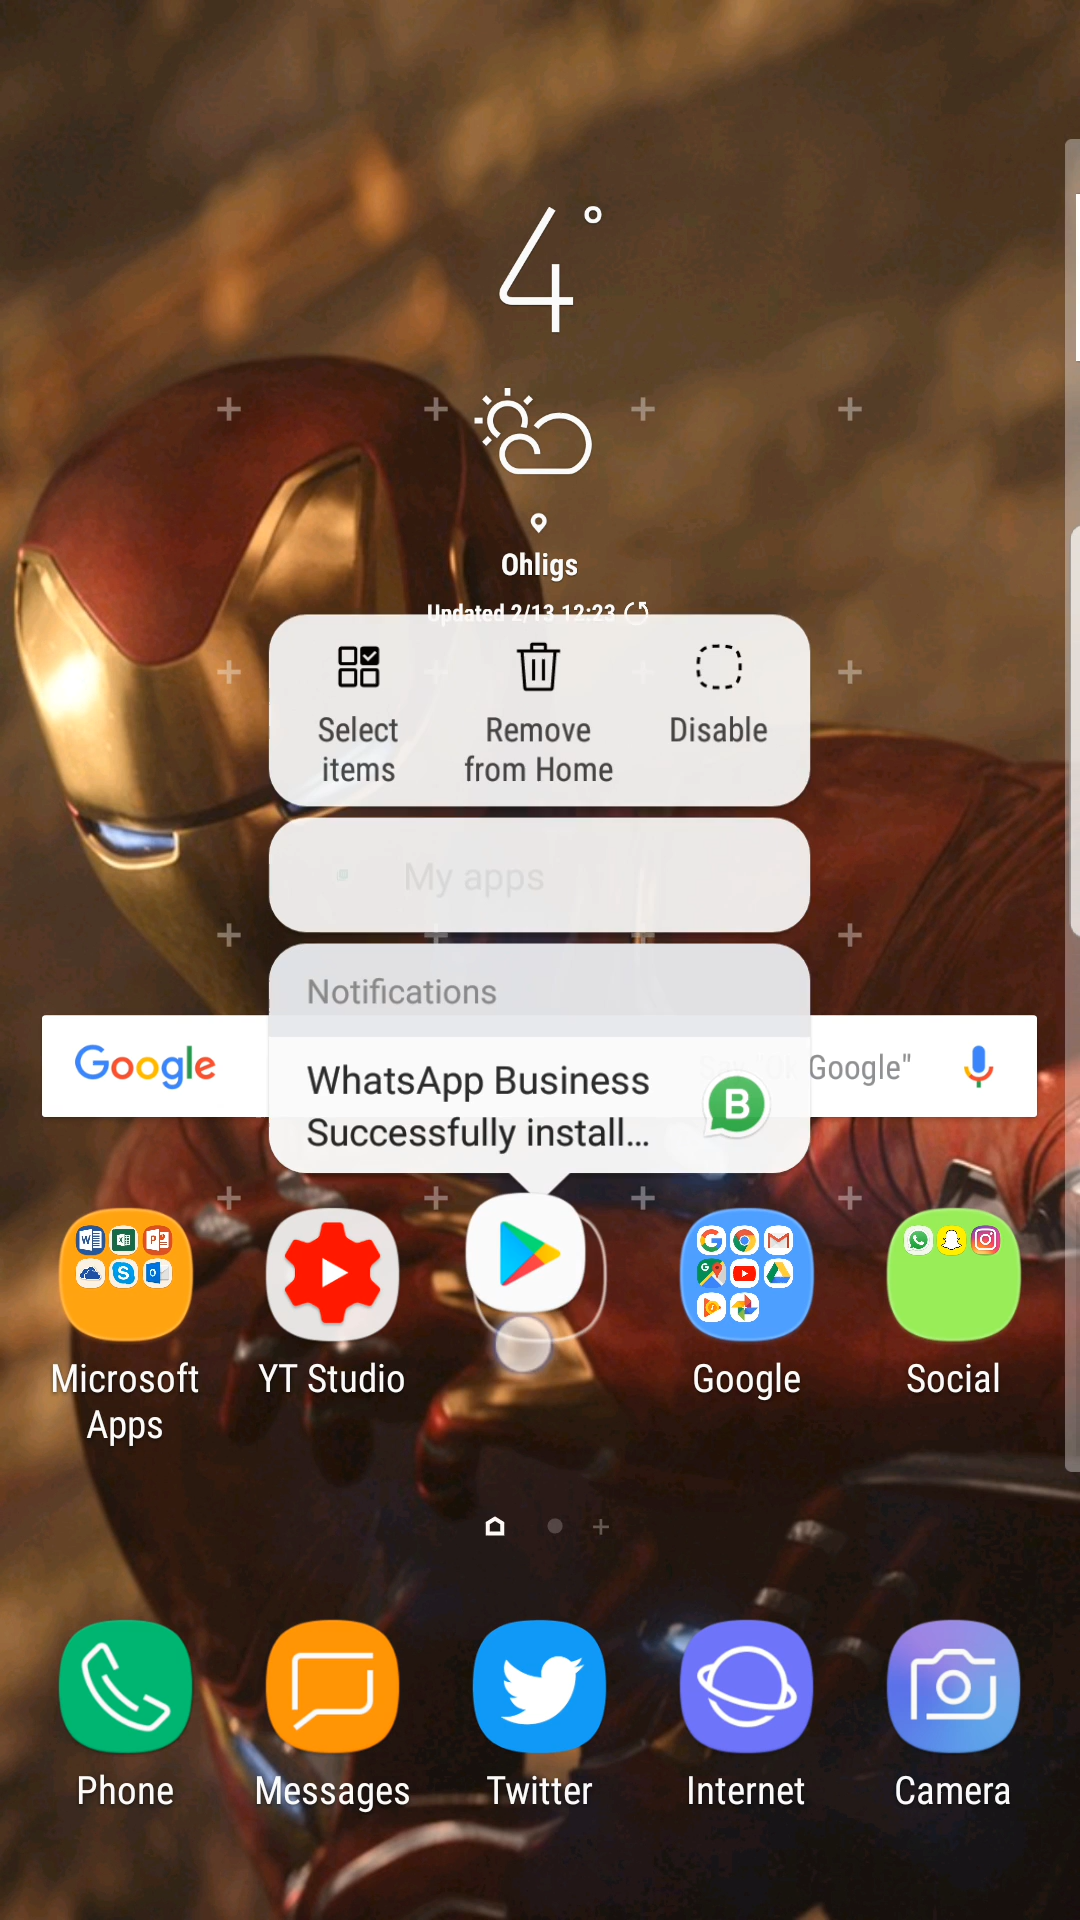 4°
Ohligs
Updated 2/13 12:23
Select
items
Remove
from Home
Disable
My apps
Notifications
Google
Google"
WhatsApp Business
Successfully install...
Microsoft
Apps
YT Studio
Google
Social
Phone
Messages
Twitter
Internet
Camera